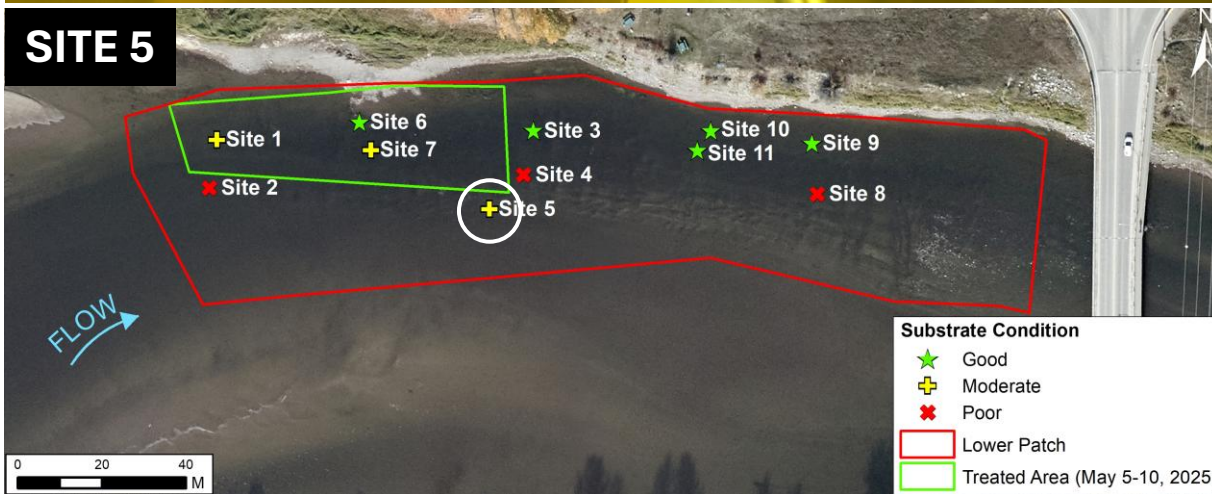 SITE 5
N
Site 6
Site 1
Site 7
Site 3
Site 10
Site 11
Site 9
Site 2
Site 4
Site 8
Site 5
FLOW
Substrate Condition
Good
Moderate
Poor
Lower Patch
Treated Area (May 5-10, 2025
0 20 40
M